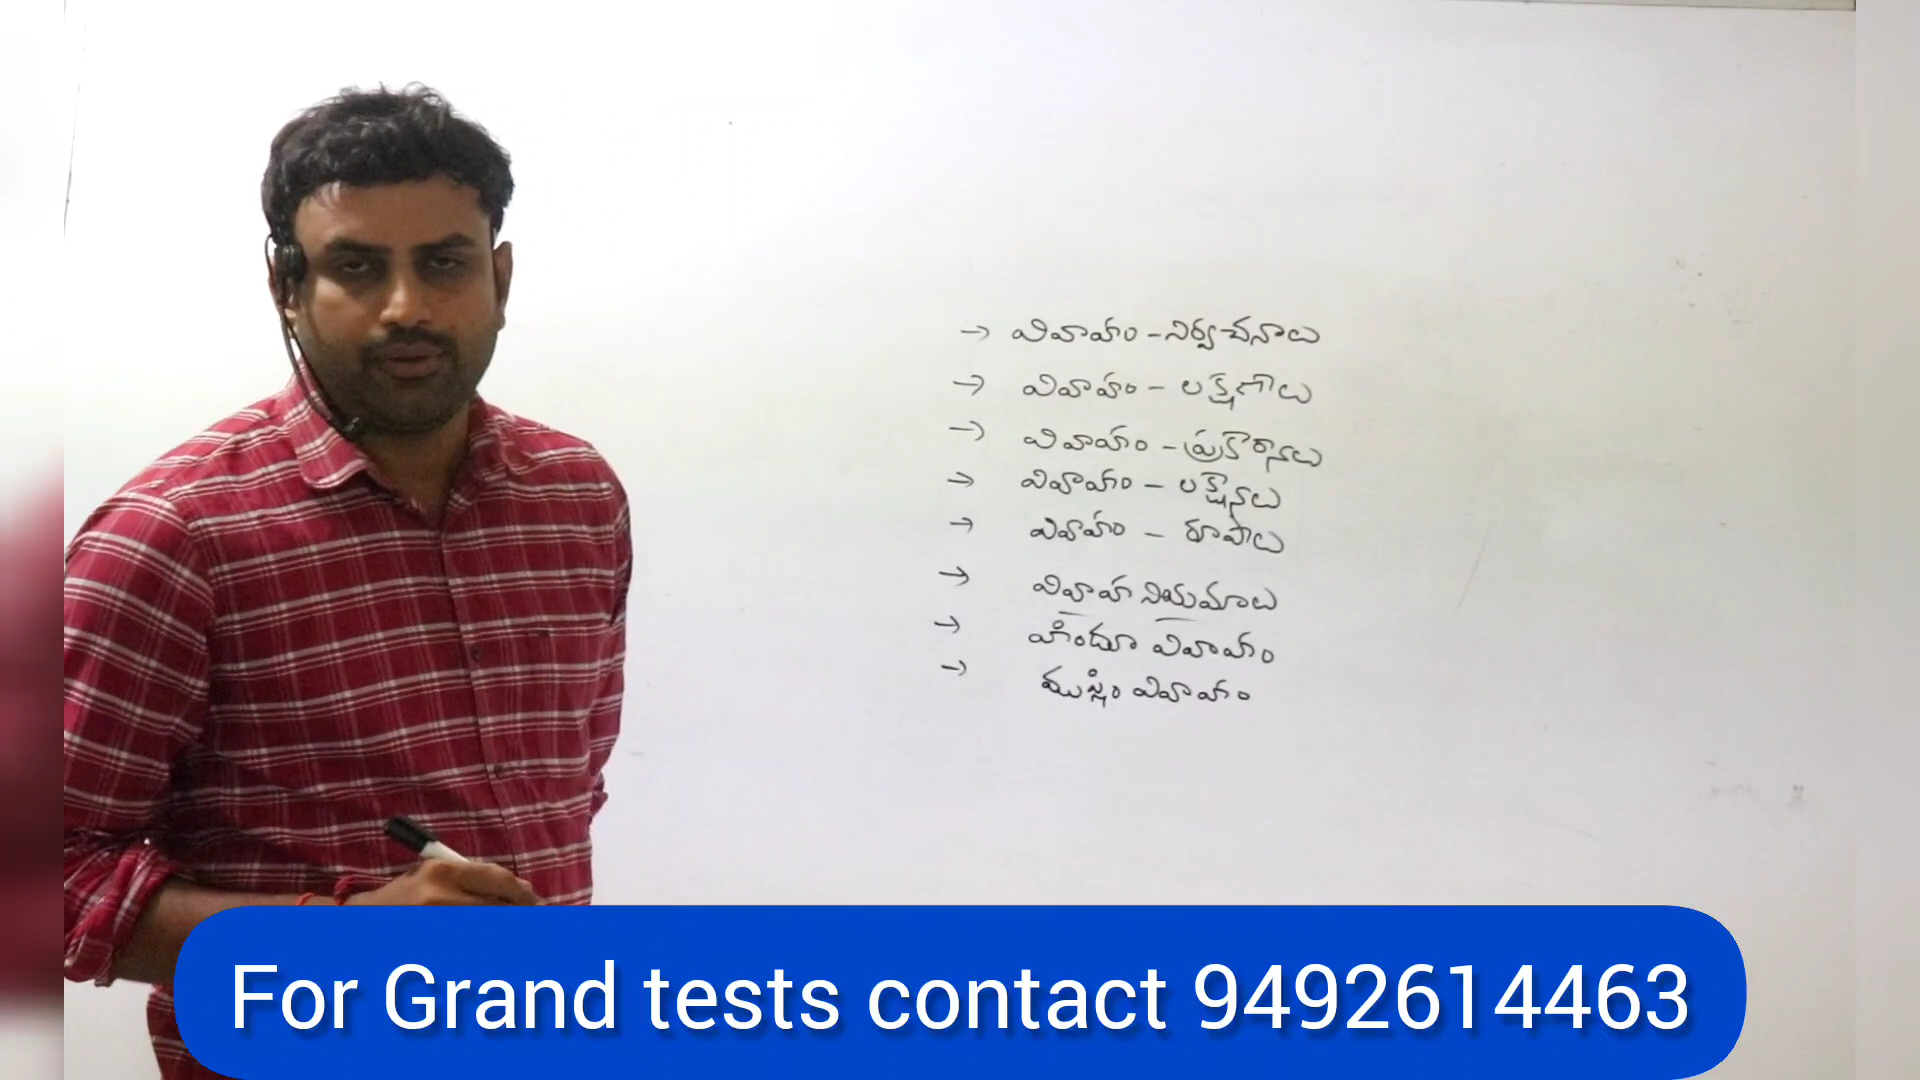 → వివాహం - నిర్వచనాలు
→ వివాహం - లక్షణాలు
→ వివాహం - ప్రకార్యాలు
→ వివాహం - లక్ష్యాలు
→ వివాహం - రూపాలు
→ వివాహ నియమాలు
→ హిందూ వివాహం
→ ముస్లిం వివాహం
For Grand tests contact 9492614463